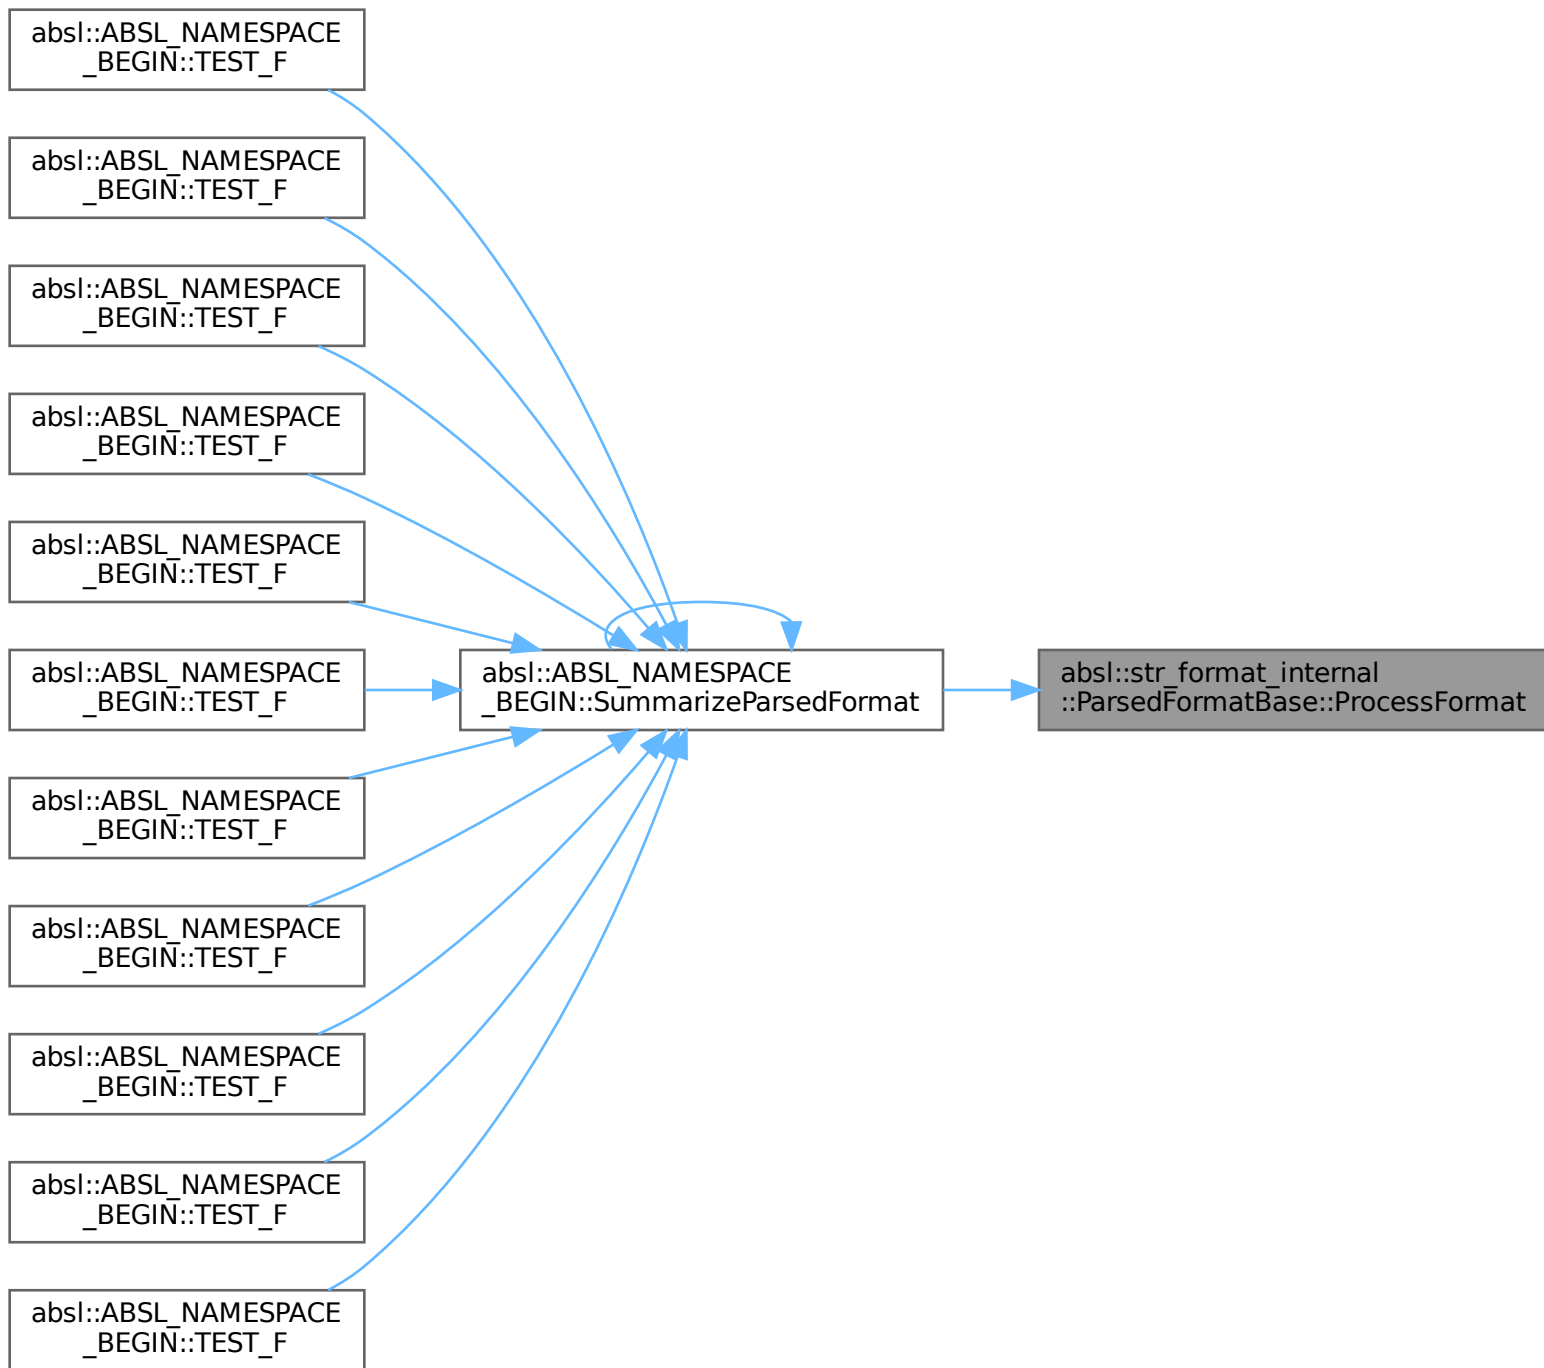 absl::ABSL_NAMESPACE
_BEGIN::TEST_F
absl::ABSL_NAMESPACE
_BEGIN::TEST_F
absl::ABSL_NAMESPACE
_BEGIN::TEST_F
absl::ABSL_NAMESPACE
_BEGIN::TEST_F
absl::ABSL_NAMESPACE
_BEGIN::TEST_F
absl::ABSL_NAMESPACE
_BEGIN::TEST_F
absl::ABSL_NAMESPACE
_BEGIN::SummarizeParsedFormat
absl::str_format_internal
::ParsedFormatBase::ProcessFormat
absl::ABSL_NAMESPACE
_BEGIN::TEST_F
absl::ABSL_NAMESPACE
_BEGIN::TEST_F
absl::ABSL_NAMESPACE
_BEGIN::TEST_F
absl::ABSL_NAMESPACE
_BEGIN::TEST_F
absl::ABSL_NAMESPACE
_BEGIN::TEST_F